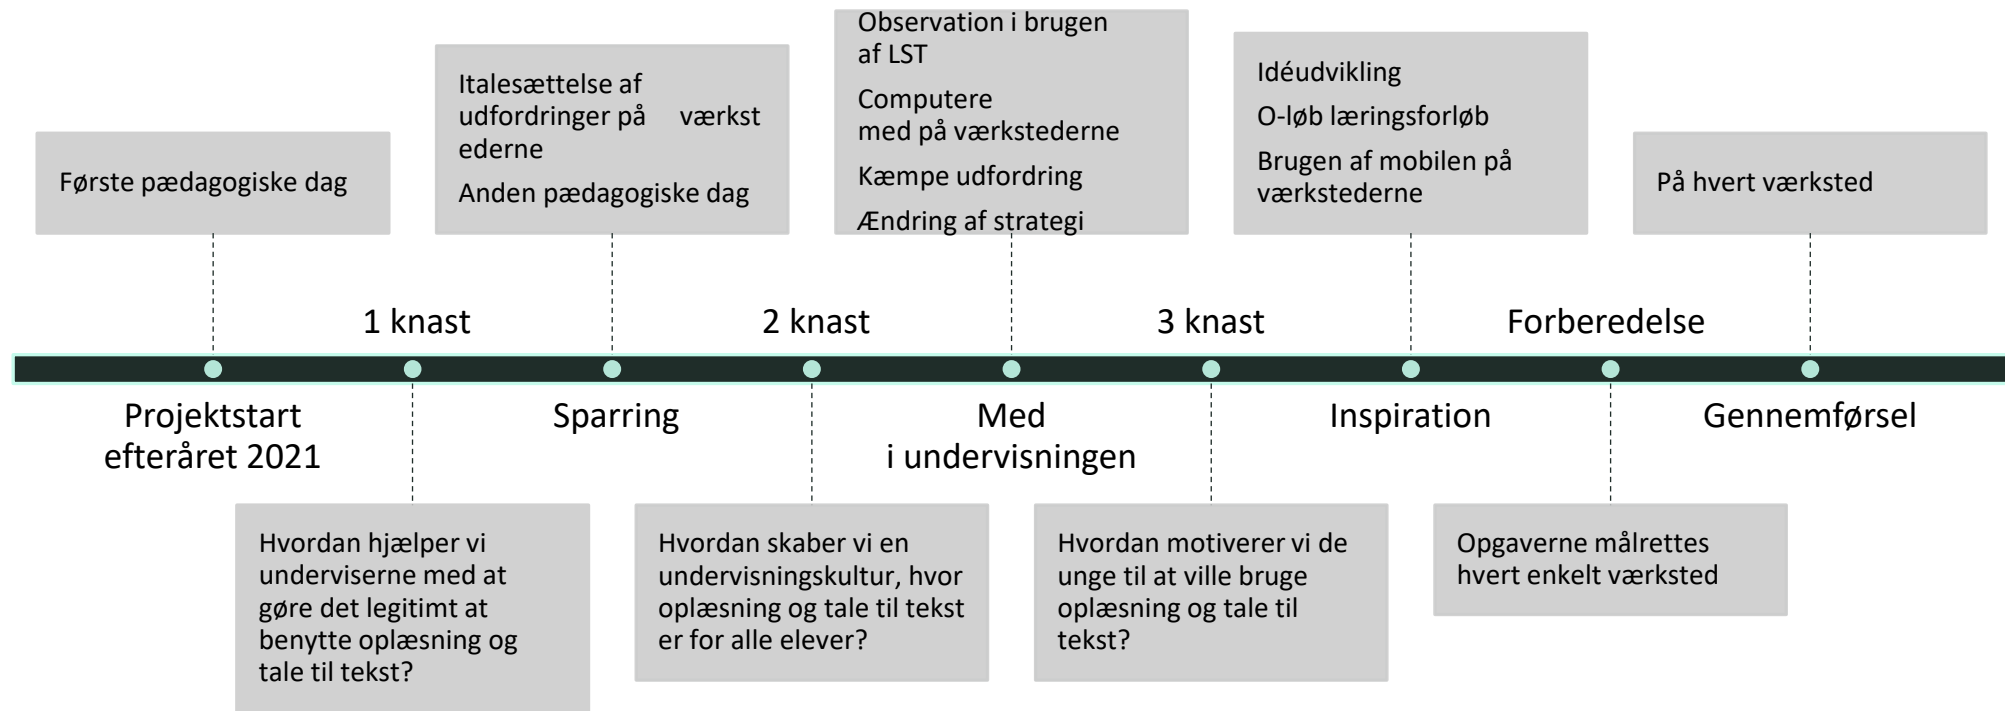 Første pædagogiske dag
Italesættelse af
udfordringer på værkst
ederne
Anden pædagogiske dag
Observation i brugen
af LST
Computere
med på værkstederne
Kæmpe udfordring
Ændring af strategi
Idéudvikling
O-løb læringsforløb
Brugen af mobilen på
værkstederne
På hvert værksted
1 knast
2 knast
3 knast
Forberedelse
Projektstart
efteråret 2021
Sparring
Med
i undervisningen
Inspiration
Gennemførsel
Hvordan hjælper vi
underviserne med at
gøre det legitimt at
benytte oplæsning og
tale til tekst?
Hvordan skaber vi en
undervisningskultur, hvor
oplæsning og tale til tekst
er for alle elever?
Hvordan motiverer vi de
unge til at ville bruge
oplæsning og tale til
tekst?
Opgaverne målrettes
hvert enkelt værksted